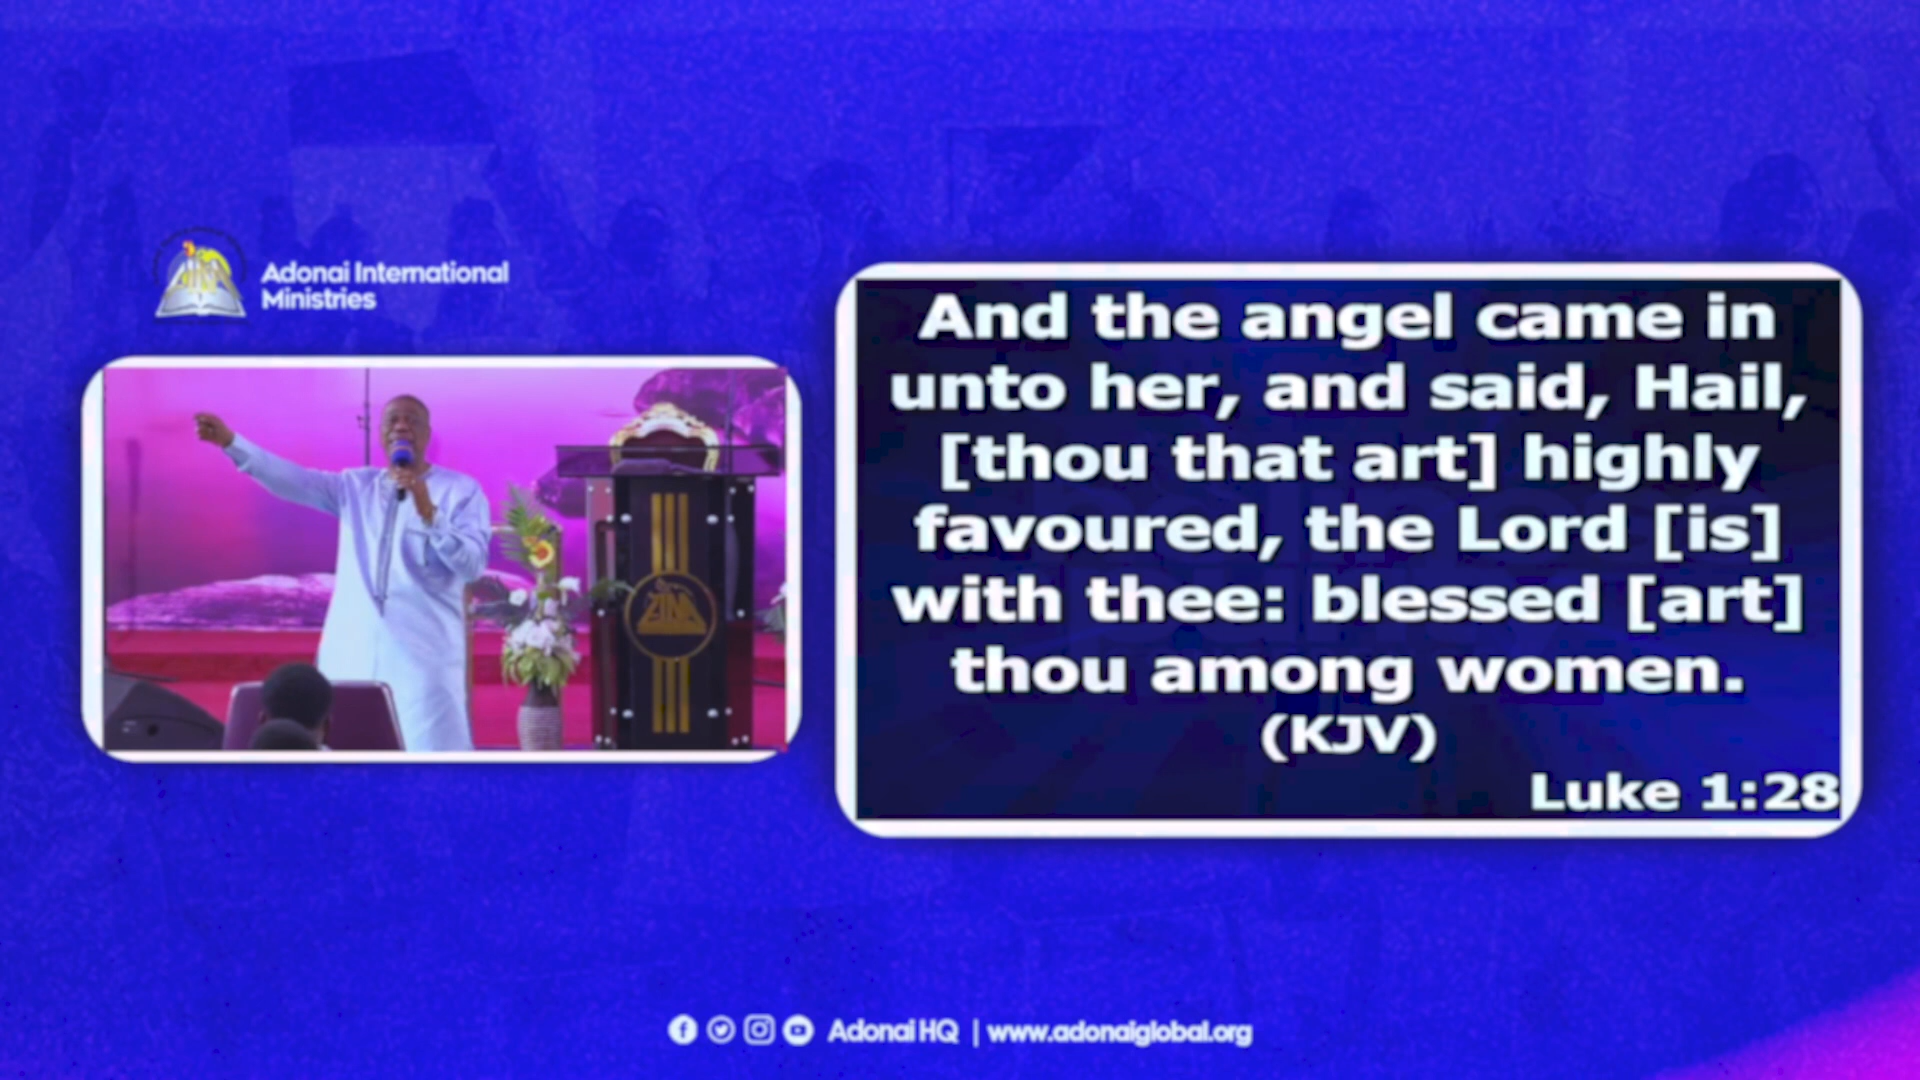 Adonai International
Ministries
AIM
And the angel came in
unto her, and said, Hail,
[thou that art] highly
favoured, the Lord [is]
with thee: blessed [art]
thou among women.
(KJV)
Luke 1:28
Adonai HQ | www.adonaiglobal.org